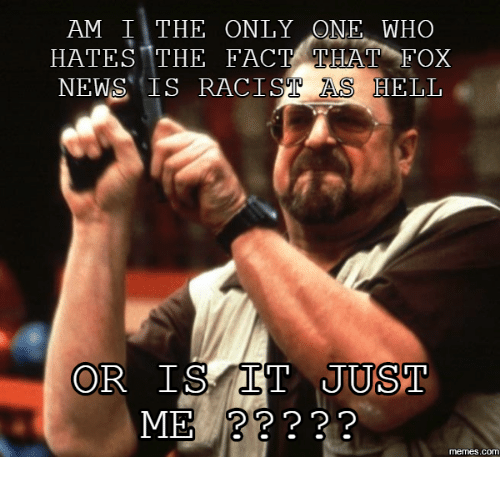 AM I THE ONLY ONE WHO
HATES THE FACT THAT FOX
NEWS IS RACIST AS HELL
OR IS IT JUST
ME ?????
memes.com